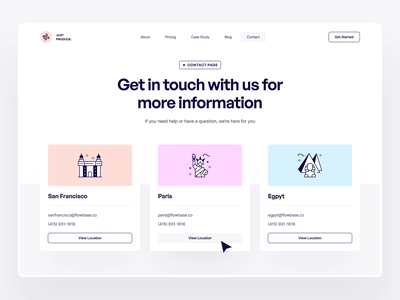 JUST
PRODUCE.
About
Pricing
Case Study
Blog
Contact
Get Started
CONTACT PAGE
Get in touch with us for
more information
If you need help or have a question, we're here for you
San Francisco
sanfrancisco@flowbase.co
(415) 931-1616
View Location
Paris
paris@flowbase.co
(415) 931-1616
View Location
Egpyt
egpyt@flowbase.co
(415) 931-1616
View Location